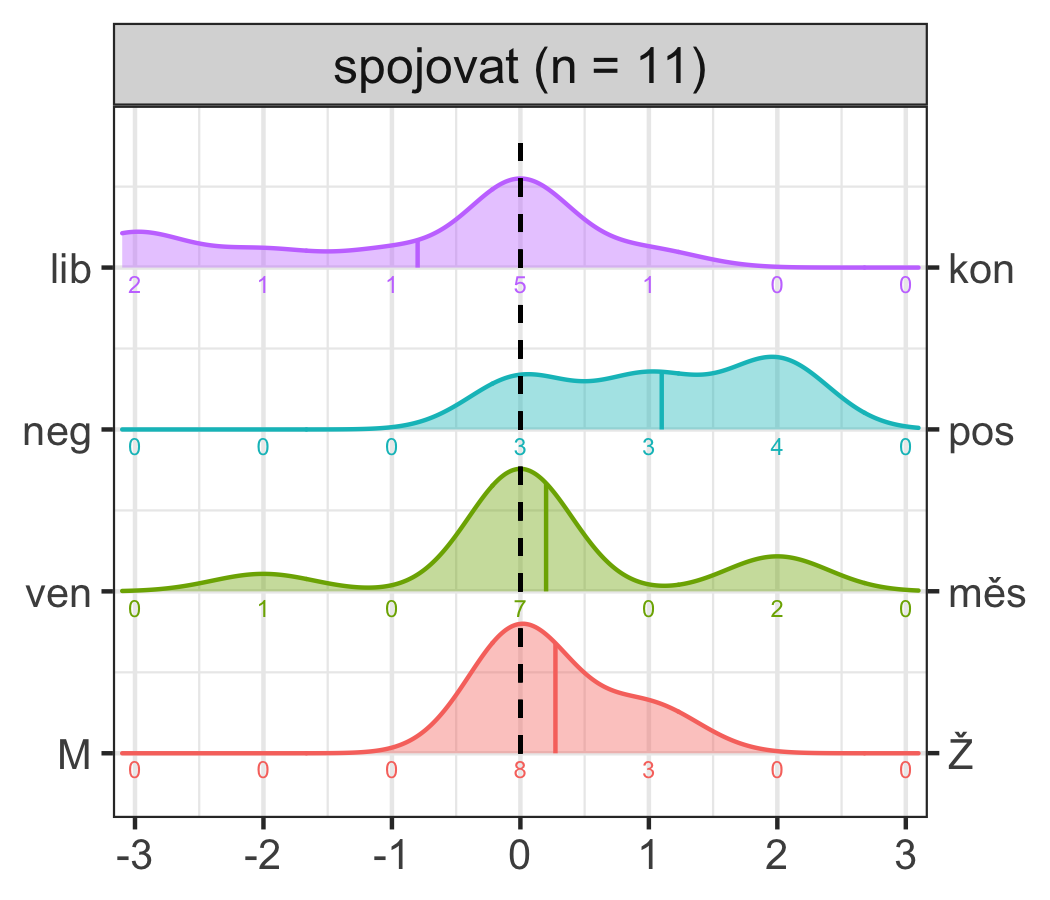 spojovat (n = 11)
lib kon
2 1 1 5 1 0 0
neg pos
0 0 0 3 3 4 0
ven měs
0 1 0 7 0 2 0
M Ž
0 0 0 8 3 0 0
-3 -2 -1 0 1 2 3